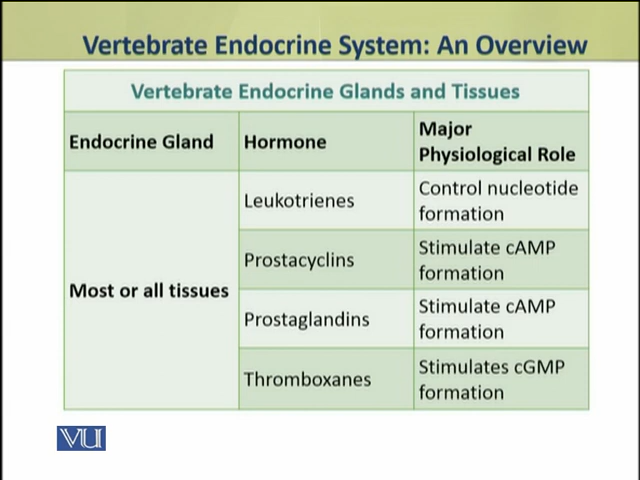 Vertebrate Endocrine System: An Overview
Vertebrate Endocrine Glands and Tissues
Endocrine Gland
Hormone
Major
Physiological Role
Most or all tissues
Leukotrienes
Control nucleotide
formation
Prostacyclins
Stimulate cAMP
formation
Prostaglandins
Stimulate cAMP
formation
Thromboxanes
Stimulates cGMP
formation
VU